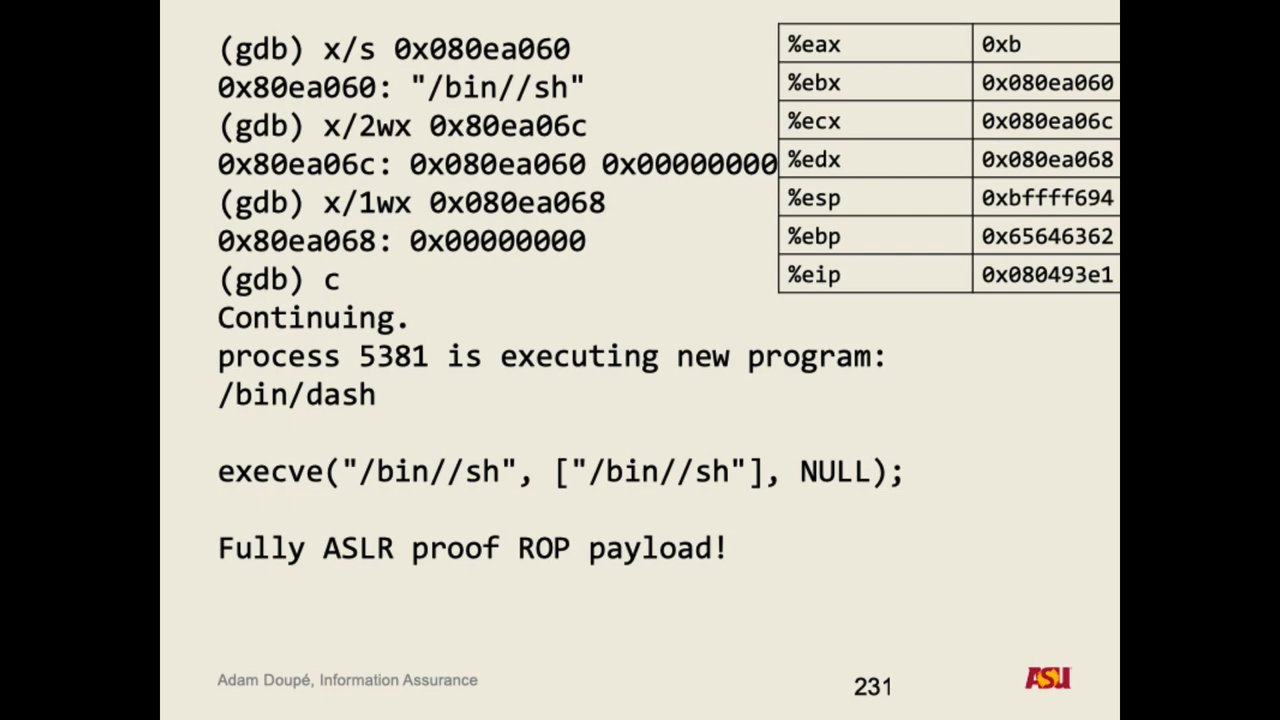 (gdb) x/s 0x080ea060
0x80ea060: "/bin//sh"
(gdb) x/2wx 0x80ea06c
0x80ea06c: 0x080ea060 0x00000000
(gdb) x/1wx 0x080ea068
0x80ea068: 0x00000000
(gdb) c
Continuing.
process 5381 is executing new program:
/bin/dash
execve("/bin//sh", ["/bin//sh"], NULL);
Fully ASLR proof ROP payload!
%eax 0xb
%ebx 0x080ea060
%ecx 0x080ea06c
%edx 0x080ea068
%esp 0xbffff694
%ebp 0x65646362
%eip 0x080493e1
Adam Doupé, Information Assurance
231
ASU